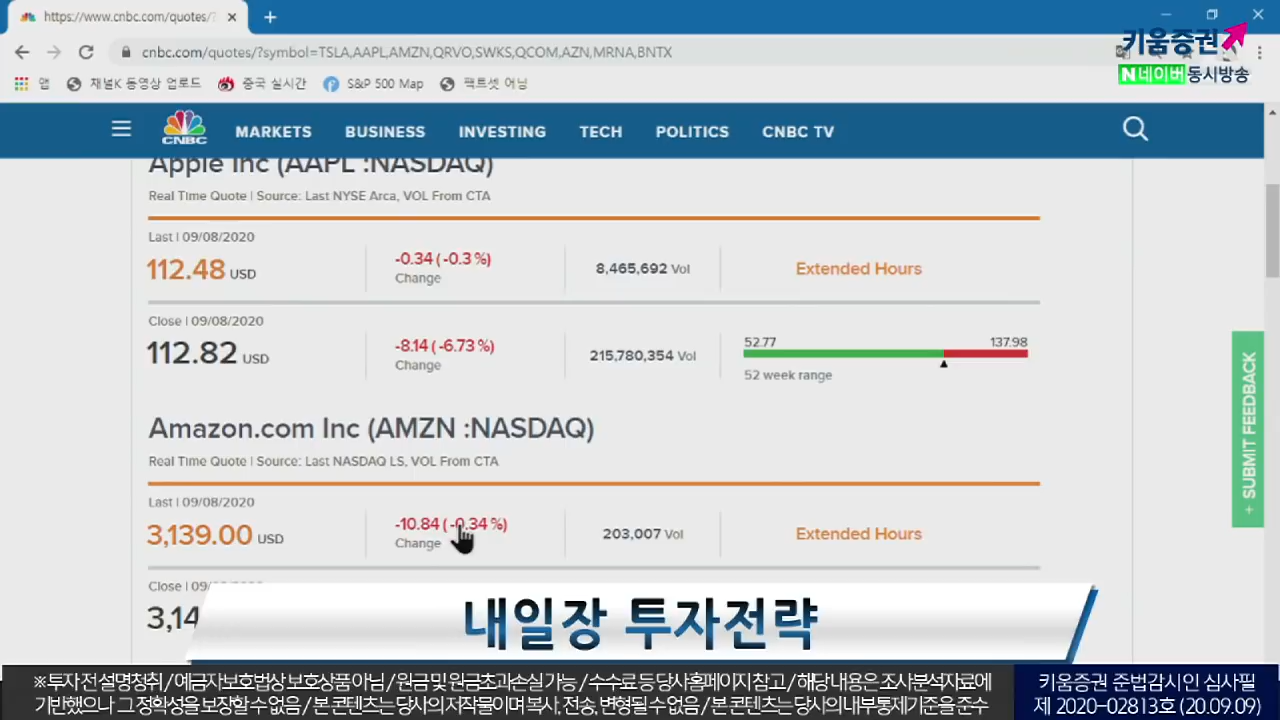 https://www.cnbc.com/quotes/?
cnbc.com/quotes/?symbol=TSLA,AAPL,AMZN,QRVO,SWKS,QCOM,AZN,MRNA,BNTX
키움증권
N네이버 동시방송
앱 채널K 동영상 업로드 중국 실시간 S&P 500 Map 팩트셋 어닝
CNBC MARKETS BUSINESS INVESTING TECH POLITICS CNBC TV
Apple Inc (AAPL :NASDAQ)
Real Time Quote | Source: Last NYSE Arca, VOL From CTA
Last | 09/08/2020
112.48 USD
-0.34 ( -0.3 %)
Change
8,465,692 Vol
Extended Hours
Close | 09/08/2020
112.82 USD
-8.14 ( -6.73 %)
Change
215,780,354 Vol
52.77 137.98
52 week range
Amazon.com Inc (AMZN :NASDAQ)
Real Time Quote | Source: Last NASDAQ LS, VOL From CTA
Last | 09/08/2020
3,139.00 USD
-10.84 ( -0.34 %)
Change
203,007 Vol
Extended Hours
+ SUBMIT FEEDBACK
Close | 09/
3,14
내일장 투자전략
※ 투자 전 설명청취 / 예금자보호법상 보호상품 아님 / 원금 및 원금초과손실 가능 / 수수료 등 당사홈페이지 참고 / 해당 내용은 조사분석자료에
기반했으나 그 정확성을 보장할 수 없음 / 본 콘텐츠는 당사의 저작물이며 복사, 전송, 변형될 수 없음 / 본 콘텐츠는 당사의 내부통제기준을 준수
키움증권 준법감시인 심사필
제 2020-02813호 (20.09.09)